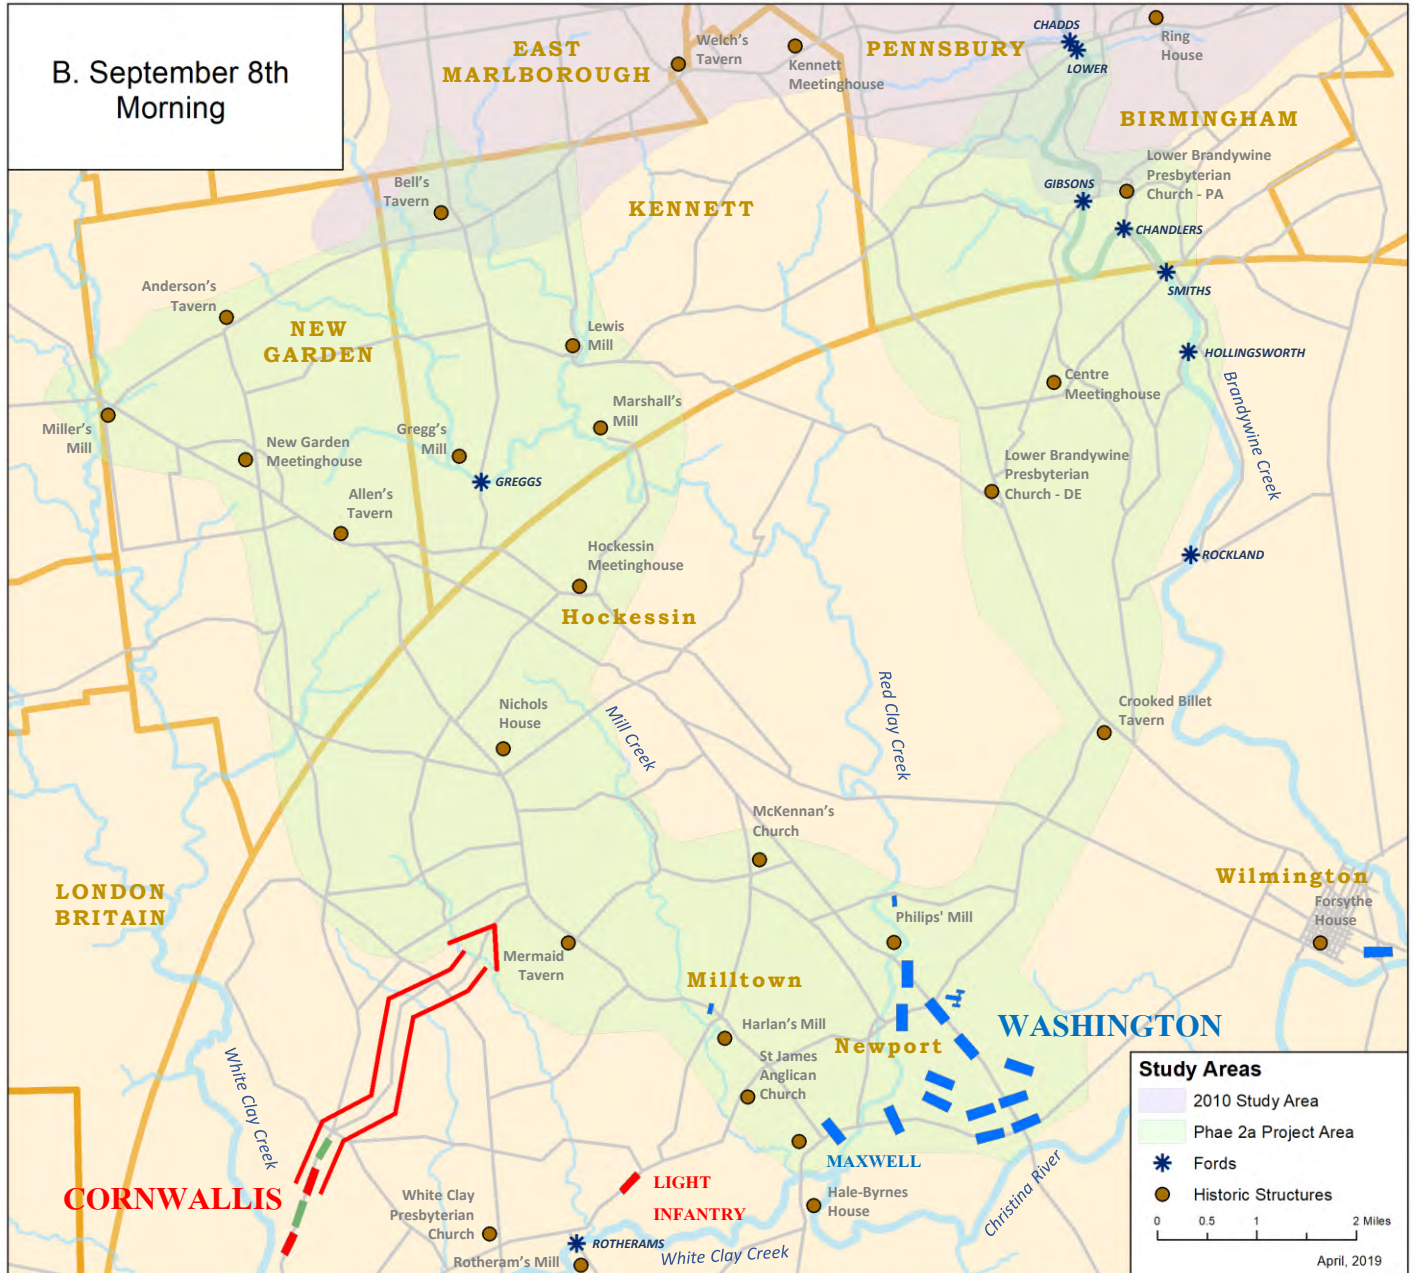 B. September 8th
Morning
EAST
MARLBOROUGH
Welch's
Tavern
Kennett
Meetinghouse
PENNSBURY
CHADDS
LOWER
Ring
House
BIRMINGHAM
Lower Brandywine
Presbyterian
Church - PA
GIBSONS
CHANDLERS
SMITHS
HOLLINGSWORTH
Bell's
Tavern
KENNETT
Anderson's
Tavern
NEW
GARDEN
Lewis
Mill
Centre
Meetinghouse
Brandywine Creek
Miller's
Mill
New Garden
Meetinghouse
Gregg's
Mill
Marshall's
Mill
GREGGS
Allen's
Tavern
Lower Brandywine
Presbyterian
Church - DE
ROCKLAND
Hockessin
Meetinghouse
Hockessin
Nichols
House
Mill Creek
Red Clay Creek
Crooked Billet
Tavern
McKennan's
Church
LONDON
BRITAIN
Wilmington
Forsythe
House
Philips' Mill
Mermaid
Tavern
Milltown
Harlan's Mill
Newport
WASHINGTON
St James
Anglican
Church
White Clay Creek
MAXWELL
CORNWALLIS
LIGHT
INFANTRY
White Clay
Presbyterian
Church
Hale-Byrnes
House
Christina River
ROTHERAMS
Rotheram's Mill
White Clay Creek
Study Areas
2010 Study Area
Phae 2a Project Area
Fords
Historic Structures
0 0.5 1 2 Miles
April, 2019